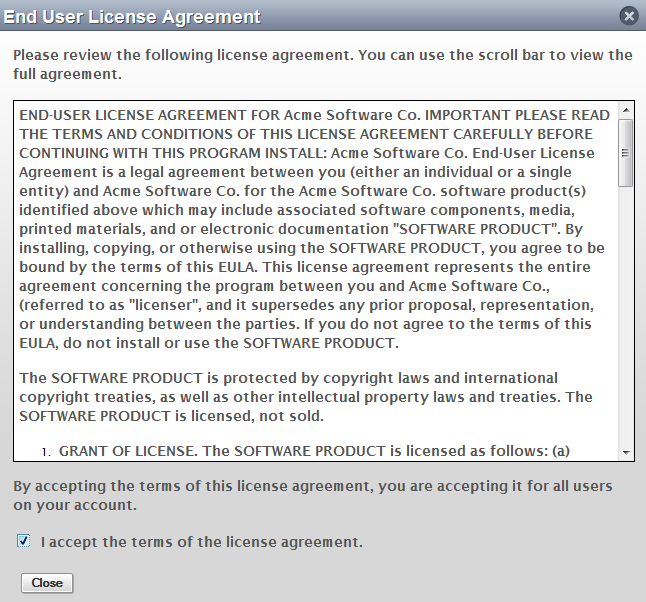 End User License Agreement
Please review the following license agreement. You can use the scroll bar to view the
full agreement.
END-USER LICENSE AGREEMENT FOR Acme Software Co. IMPORTANT PLEASE READ
THE TERMS AND CONDITIONS OF THIS LICENSE AGREEMENT CAREFULLY BEFORE
CONTINUING WITH THIS PROGRAM INSTALL: Acme Software Co. End-User License
Agreement is a legal agreement between you (either an individual or a single
entity) and Acme Software Co. for the Acme Software Co. software product(s)
identified above which may include associated software components, media,
printed materials, and or electronic documentation "SOFTWARE PRODUCT". By
installing, copying, or otherwise using the SOFTWARE PRODUCT, you agree to be
bound by the terms of this EULA. This license agreement represents the entire
agreement concerning the program between you and Acme Software Co.,
(referred to as "licenser", and it supersedes any prior proposal, representation,
or understanding between the parties. If you do not agree to the terms of this
EULA, do not install or use the SOFTWARE PRODUCT.
The SOFTWARE PRODUCT is protected by copyright laws and international
copyright treaties, as well as other intellectual property laws and treaties. The
SOFTWARE PRODUCT is licensed, not sold.
1. GRANT OF LICENSE. The SOFTWARE PRODUCT is licensed as follows: (a)
By accepting the terms of this license agreement, you are accepting it for all users
on your account.
I accept the terms of the license agreement.
Close